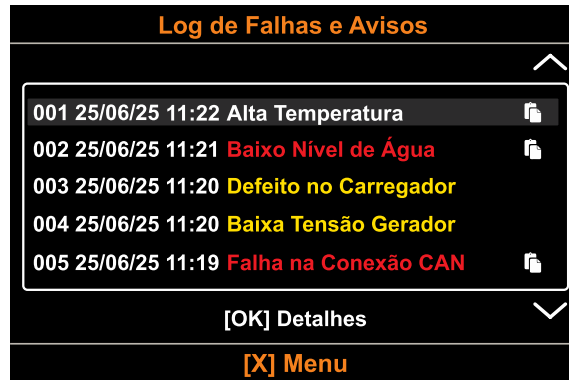 Log de Falhas e Avisos
001 25/06/25 11:22 Alta Temperatura
002 25/06/25 11:21 Baixo Nível de Água
003 25/06/25 11:20 Defeito no Carregador
004 25/06/25 11:20 Baixa Tensão Gerador
005 25/06/25 11:19 Falha na Conexão CAN
[OK] Detalhes
[X] Menu